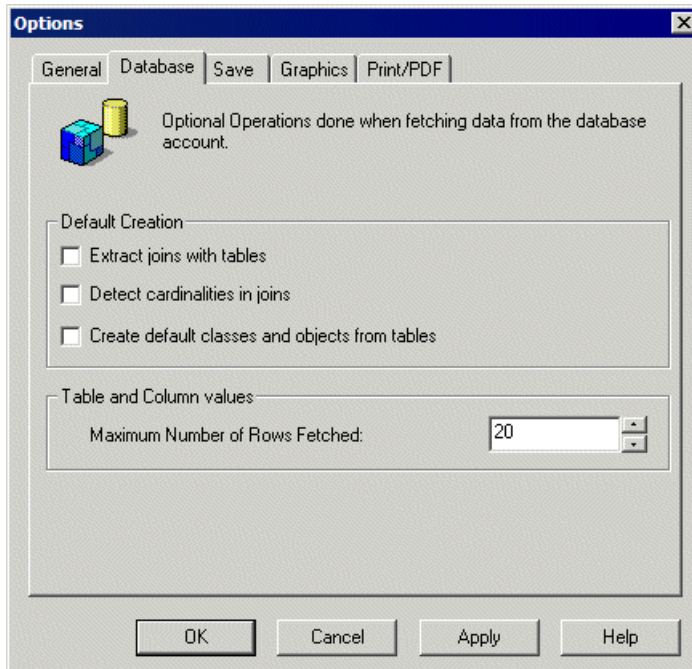 Options
General Database Save Graphics Print/PDF
Optional Operations done when fetching data from the database
account.
Default Creation
Extract joins with tables
Detect cardinalities in joins
Create default classes and objects from tables
Table and Column values
Maximum Number of Rows Fetched: 20
OK Cancel Apply Help